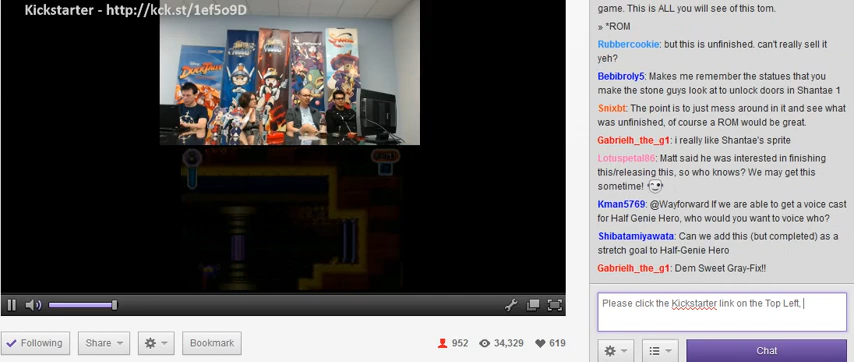 Kickstarter - http://kck.st/1ef5o9D
DUCKTALES
Following
Share
Bookmark
952
34,329
619
game. This is ALL you will see of this tom.
» *ROM
Rubbercookie: but this is unfinished. can't really sell it
yeh?
Bebibroly5: Makes me remember the statues that you
make the stone guys look at to unlock doors in Shantae 1
Snixbt: The point is to just mess around in it and see what
was unfinished, of course a ROM would be great.
Gabrielh_the_g1: i really like Shantae's sprite
Lotuspetal86: Matt said he was interested in finishing
this/releasing this, so who knows? We may get this
sometime!
Kman5769: @Wayforward If we are able to get a voice cast
for Half Genie Hero, who would you want to voice who?
Shibatamiyawata: Can we add this (but completed) as a
stretch goal to Half-Genie Hero
Gabrielh_the_g1: Dem Sweet Gray-Fix!!
Please click the Kickstarter link on the Top Left,
Chat